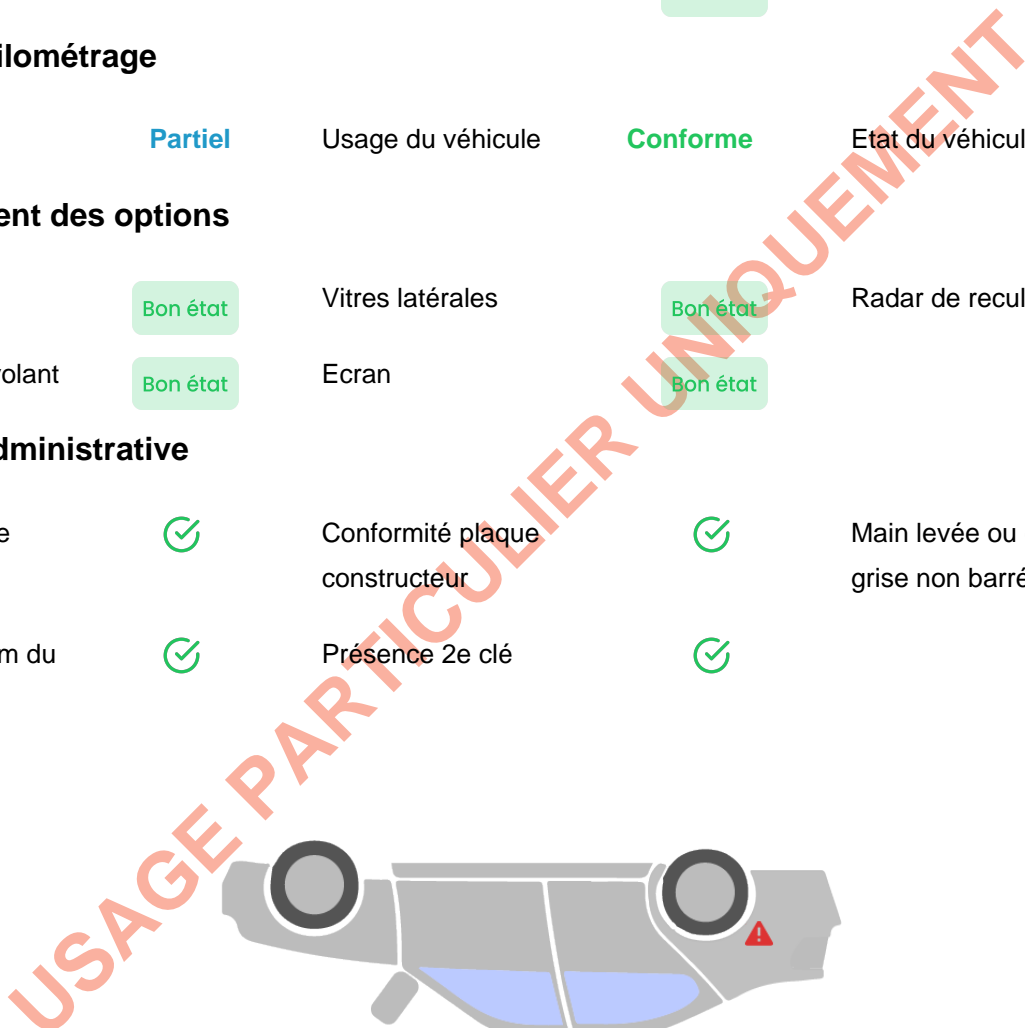 ilométrage
Partiel Usage du véhicule Conforme Etat du véhicul
ent des options
Bon état Vitres latérales Bon état Radar de recul
olant Bon état Ecran Bon état
dministrative
e Conformité plaque Main levée ou
constructeur grise non barré
m du Présence 2e clé
USAGE PARTICULIER UNIQUEMENT